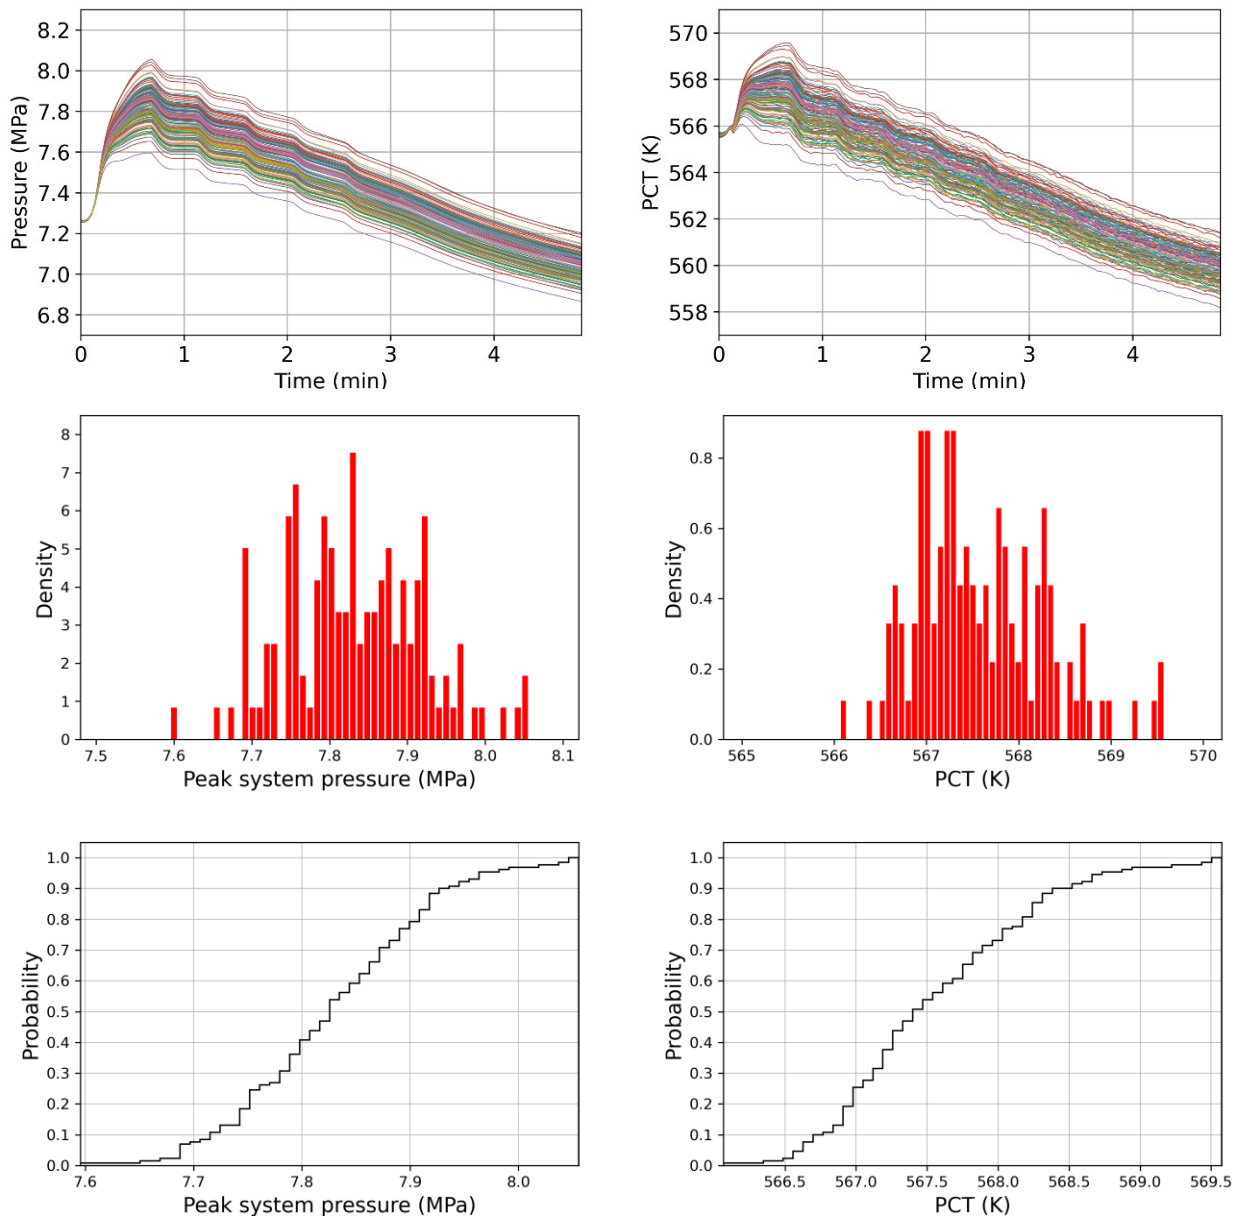 8.2
8.0
7.8
7.6
7.4
7.2
7.0
6.8
Pressure (MPa)
0 1 2 3 4
Time (min)
570
568
566
564
562
560
558
PCT (K)
0 1 2 3 4
Time (min)
8
7
6
5
4
3
2
1
0
Density
7.5 7.6 7.7 7.8 7.9 8.0 8.1
Peak system pressure (MPa)
0.8
0.6
0.4
0.2
0.0
Density
565 566 567 568 569 570
PCT (K)
1.0
0.9
0.8
0.7
0.6
0.5
0.4
0.3
0.2
0.1
0.0
Probability
7.6 7.7 7.8 7.9 8.0
Peak system pressure (MPa)
1.0
0.9
0.8
0.7
0.6
0.5
0.4
0.3
0.2
0.1
0.0
Probability
566.5 567.0 567.5 568.0 568.5 569.0 569.5
PCT (K)